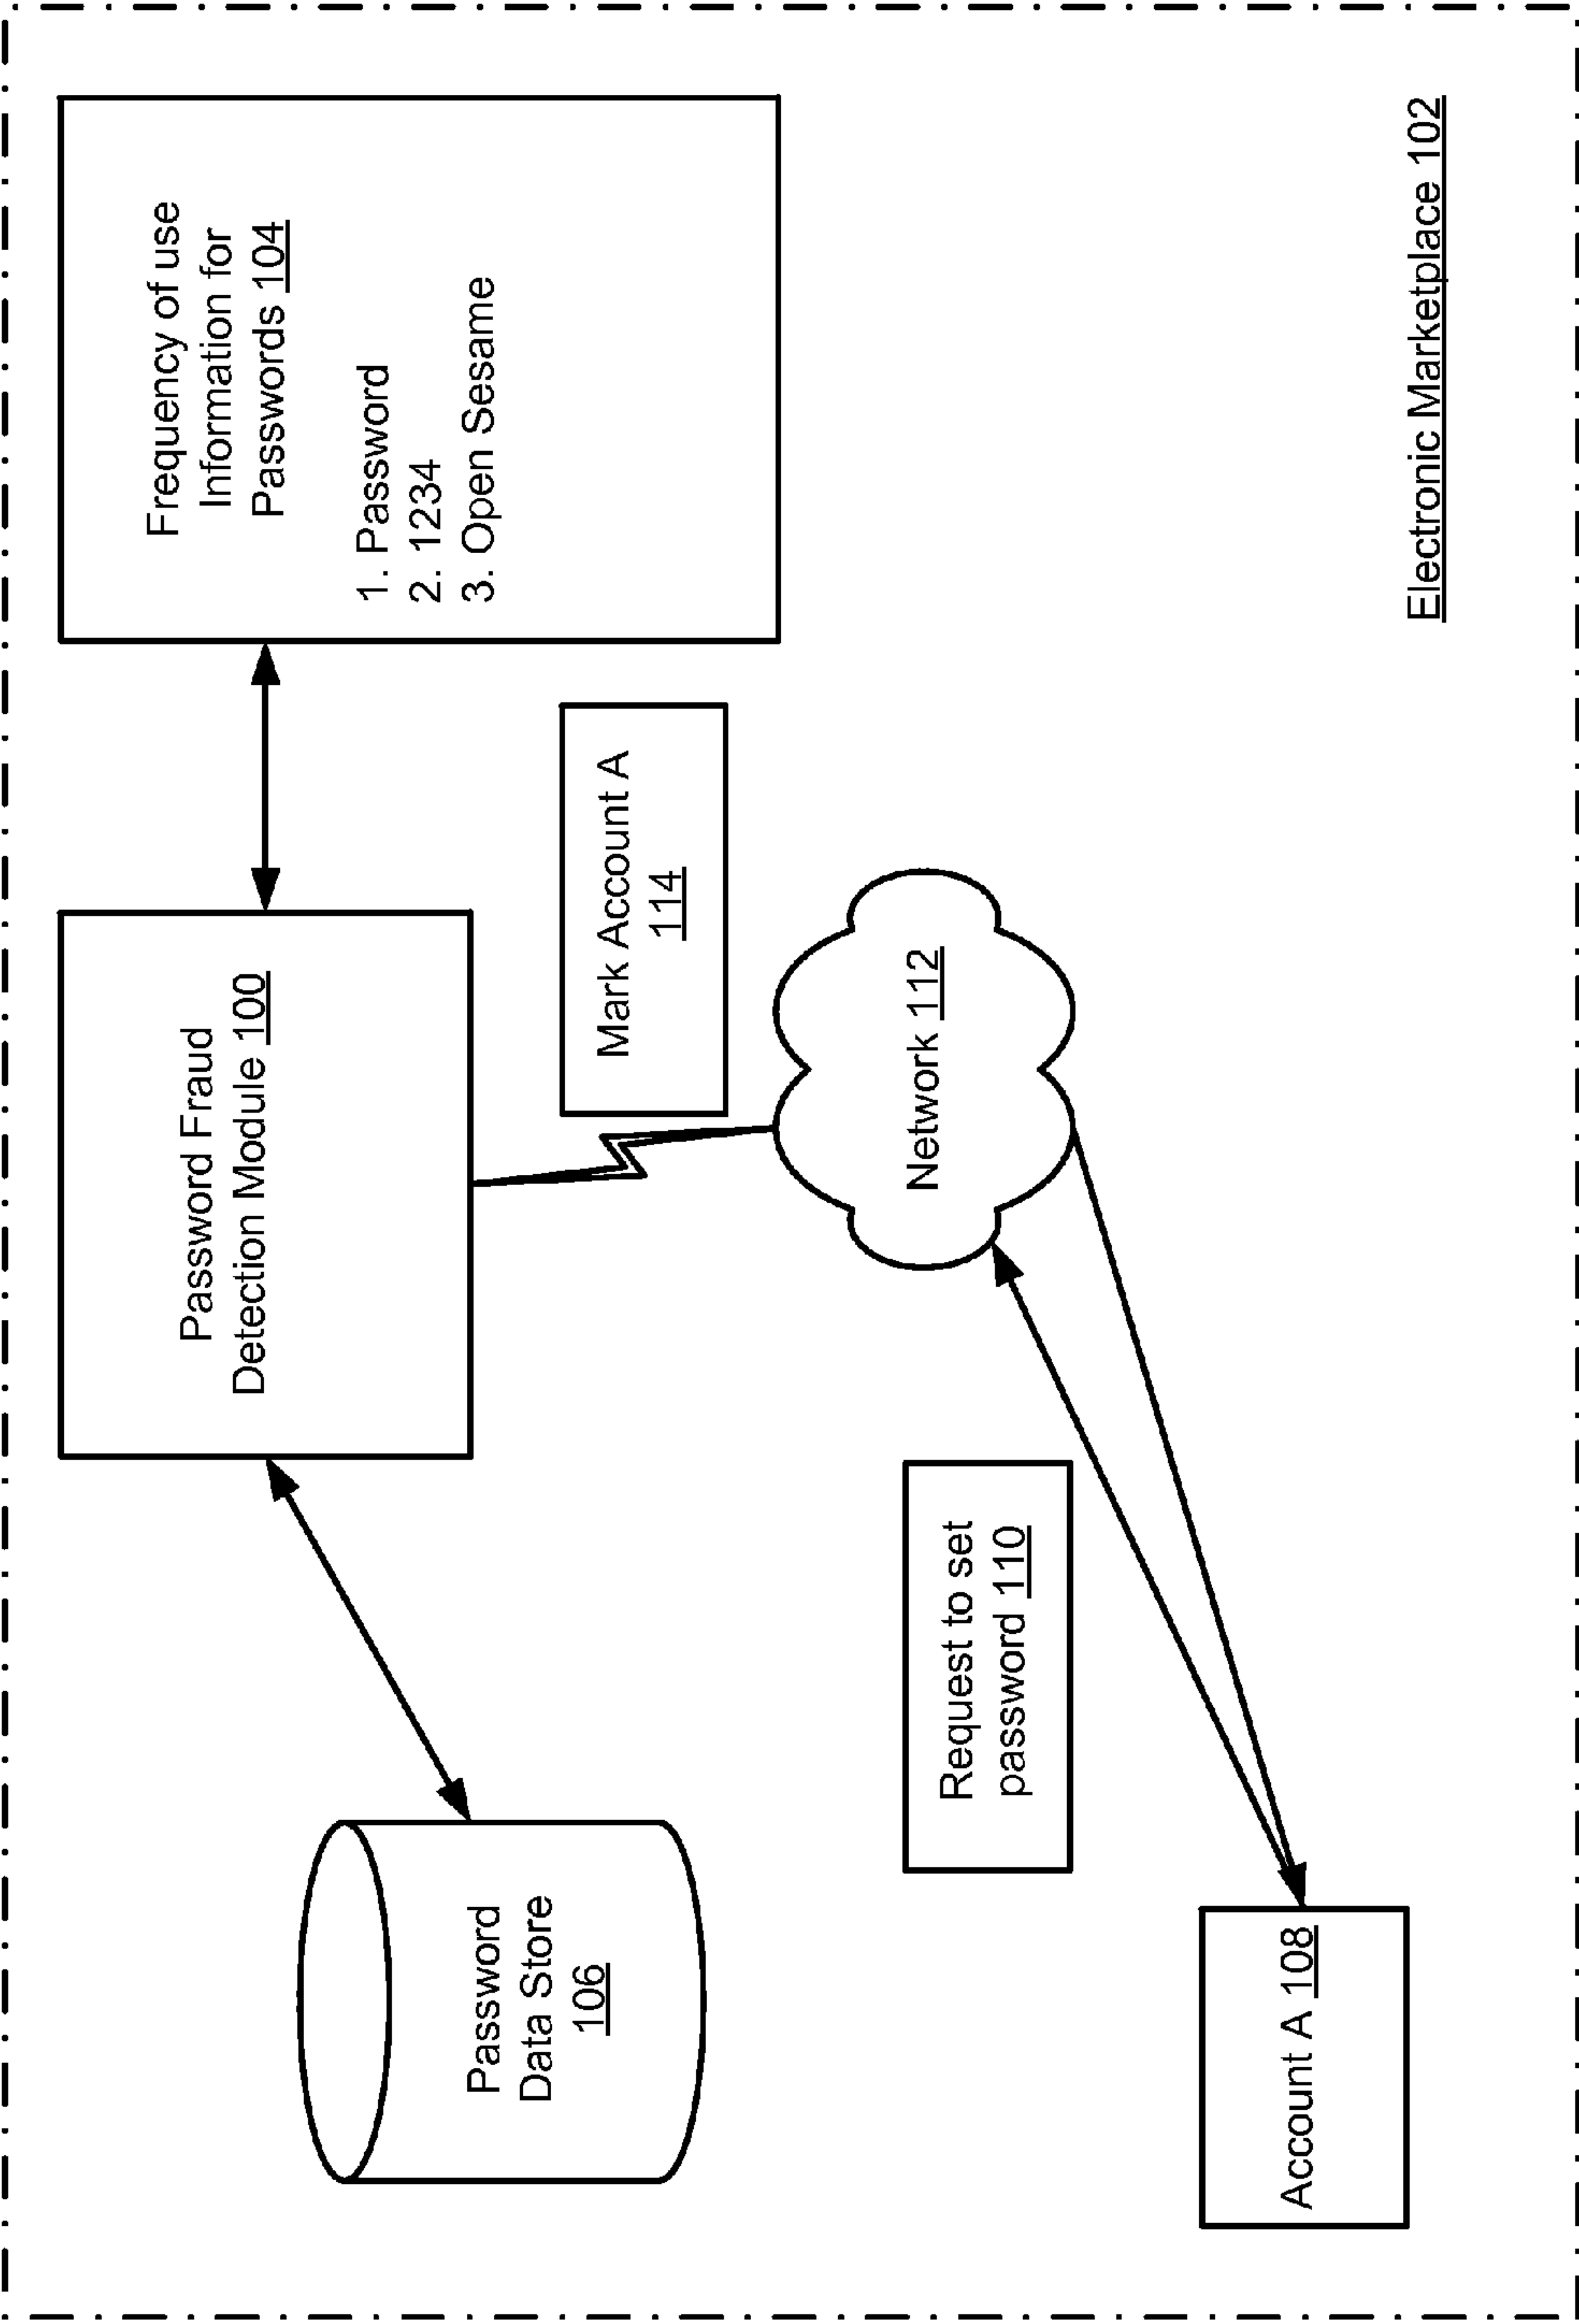 Password Fraud
Detection Module 100
Frequency of use
Information for
Passwords 104
1. Password
2. 1234
3. Open Sesame
Password
Data Store
106
Mark Account A
114
Request to set
password 110
Network 112
Account A 108
Electronic Marketplace 102